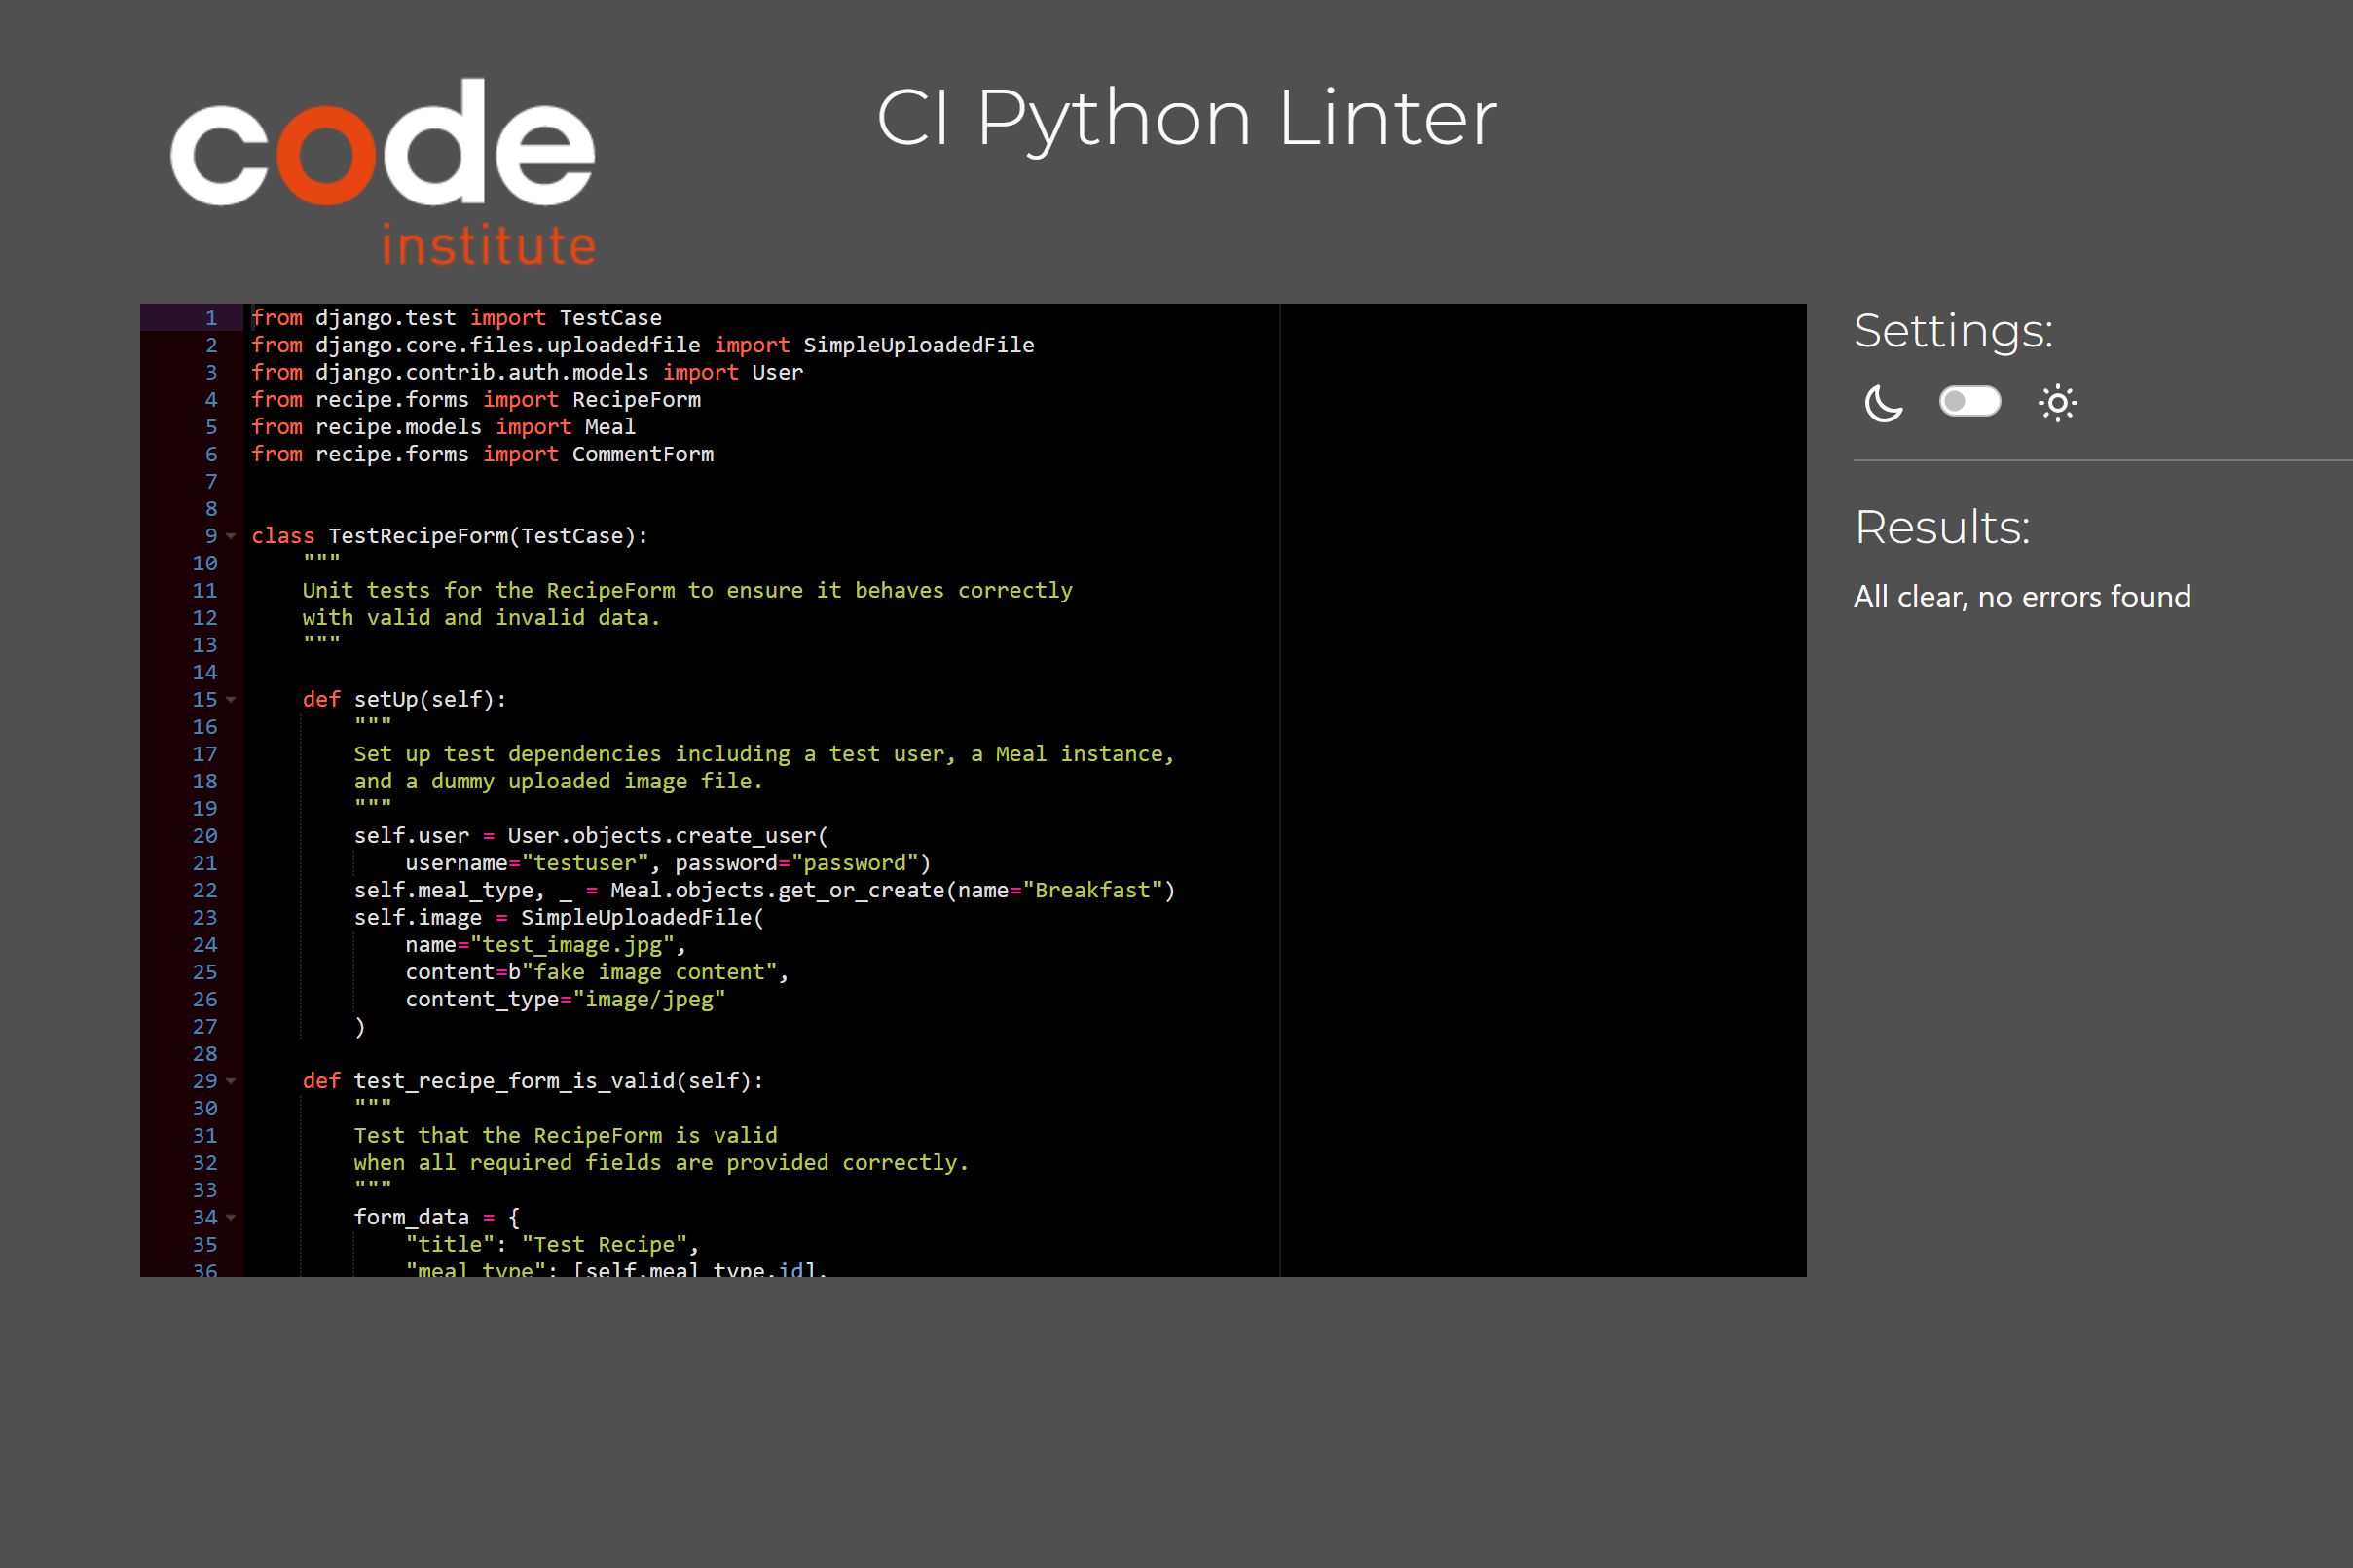 code
institute
CI Python Linter
1 from django.test import TestCase
2 from django.core.files.uploadedfile import SimpleUploadedFile
3 from django.contrib.auth.models import User
4 from recipe.forms import RecipeForm
5 from recipe.models import Meal
6 from recipe.forms import CommentForm
7
8
9 class TestRecipeForm(TestCase):
10     """
11     Unit tests for the RecipeForm to ensure it behaves correctly
12     with valid and invalid data.
13     """
14
15     def setUp(self):
16         """
17         Set up test dependencies including a test user, a Meal instance,
18         and a dummy uploaded image file.
19         """
20         self.user = User.objects.create_user(
21             username="testuser", password="password")
22         self.meal_type, _ = Meal.objects.get_or_create(name="Breakfast")
23         self.image = SimpleUploadedFile(
24             name="test_image.jpg",
25             content=b"fake image content",
26             content_type="image/jpeg"
27         )
28
29     def test_recipe_form_is_valid(self):
30         """
31         Test that the RecipeForm is valid
32         when all required fields are provided correctly.
33         """
34         form_data = {
35             "title": "Test Recipe",
36             "meal_type": [self.meal_type.id],
Settings:
Results:
All clear, no errors found